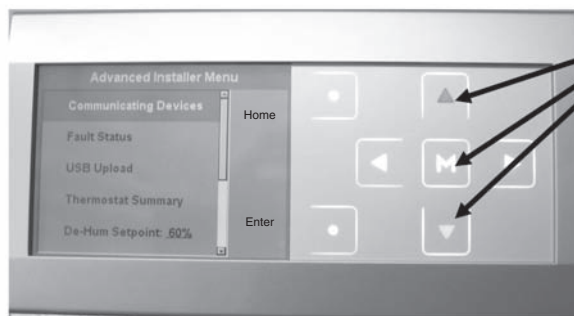 Advanced Installer Menu
Communicating Devices
Home
Fault Status
USB Upload
Thermostat Summary
Enter
De-Hum Setpoint: 60%
M